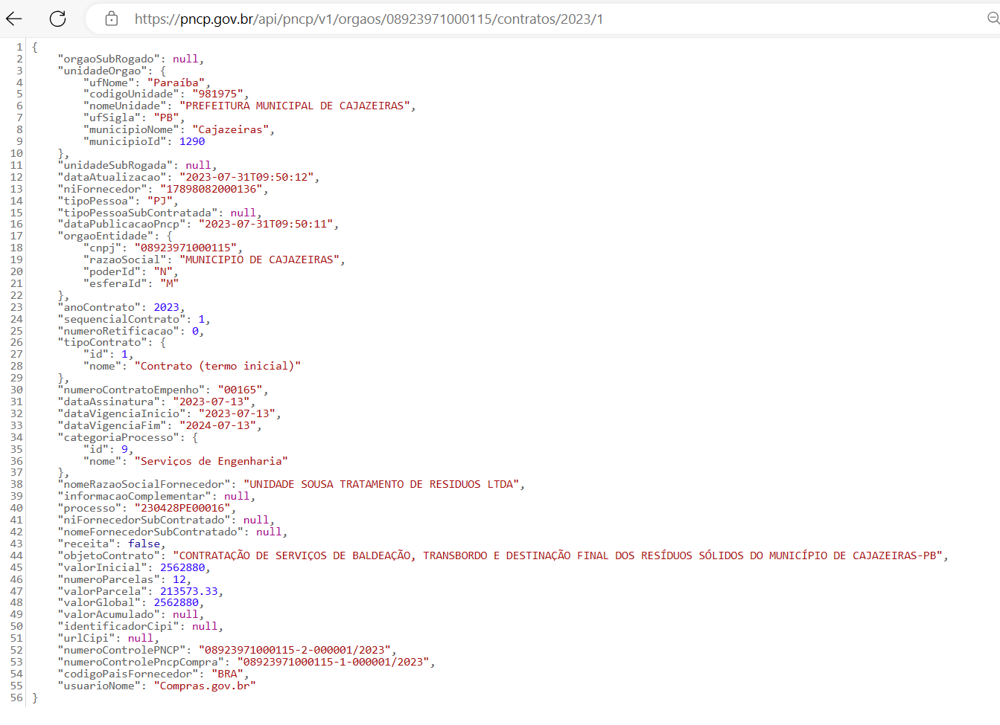 https://pncp.gov.br/api/pncp/v1/orgaos/08923971000115/contratos/2023/1
1 {
2 "orgaoSubRogado": null,
3 "unidadeOrgao": {
4 "ufNome": "Paraíba",
5 "codigoUnidade": "981975",
6 "nomeUnidade": "PREFEITURA MUNICIPAL DE CAJAZEIRAS",
7 "ufSigla": "PB",
8 "municipioNome": "Cajazeiras",
9 "municipioId": 1290
10 },
11 "unidadeSubRogada": null,
12 "dataAtualizacao": "2023-07-31T09:50:12",
13 "niFornecedor": "17898082000136",
14 "tipoPessoa": "PJ",
15 "tipoPessoaSubContratada": null,
16 "dataPublicacaoPncp": "2023-07-31T09:50:11",
17 "orgaoEntidade": {
18 "cnpj": "08923971000115",
19 "razaoSocial": "MUNICIPIO DE CAJAZEIRAS",
20 "poderId": "N",
21 "esferaId": "M"
22 },
23 "anoContrato": 2023,
24 "sequencialContrato": 1,
25 "numeroRetificacao": 0,
26 "tipoContrato": {
27 "id": 1,
28 "nome": "Contrato (termo inicial)"
29 },
30 "numeroContratoEmpenho": "00165",
31 "dataAssinatura": "2023-07-13",
32 "dataVigenciaInicio": "2023-07-13",
33 "dataVigenciaFim": "2024-07-13",
34 "categoriaProcesso": {
35 "id": 9,
36 "nome": "Serviços de Engenharia"
37 },
38 "nomeRazaoSocialFornecedor": "UNIDADE SOUSA TRATAMENTO DE RESIDUOS LTDA",
39 "informacaoComplementar": null,
40 "processo": "230428PE00016",
41 "niFornecedorSubContratado": null,
42 "nomeFornecedorSubContratado": null,
43 "receita": false,
44 "objetoContrato": "CONTRATAÇÃO DE SERVIÇOS DE BALDEAÇÃO, TRANSBORDO E DESTINAÇÃO FINAL DOS RESÍDUOS SÓLIDOS DO MUNICÍPIO DE CAJAZEIRAS-PB",
45 "valorInicial": 2562880,
46 "numeroParcelas": 12,
47 "valorParcela": 213573.33,
48 "valorGlobal": 2562880,
49 "valorAcumulado": null,
50 "identificadorCipi": null,
51 "urlCipi": null,
52 "numeroControlePNCP": "08923971000115-2-000001/2023",
53 "numeroControlePncpCompra": "08923971000115-1-000001/2023",
54 "codigoPaisFornecedor": "BRA",
55 "usuarioNome": "Compras.gov.br"
56 }